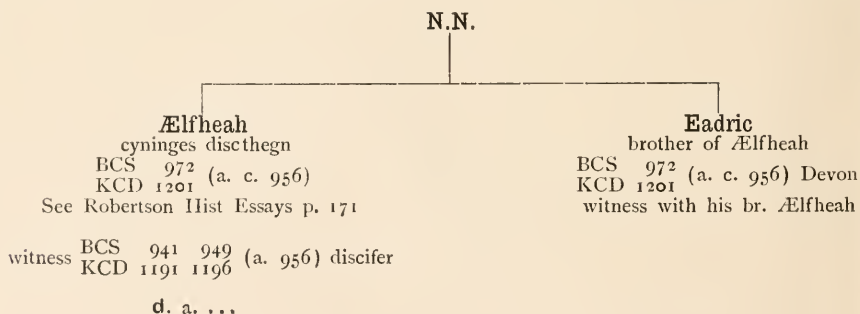 N.N.
Ælfheah
cyninges discthegn
BCS 972
KCD 1201 (a. c. 956)
See Robertson Hist Essays p. 171
witness BCS 941 949
KCD 1191 1196 (a. 956) discifer
d. a. ...
Eadric
brother of Ælfheah
BCS 972
KCD 1201 (a. c. 956) Devon
witness with his br. Ælfheah